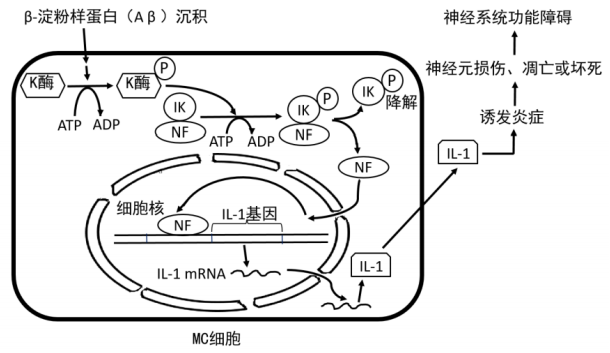 β-淀粉样蛋白（Aβ）沉积
神经系统功能障碍
神经元损伤、凋亡或坏死
诱发炎症
IL-1
K酶
K酶
P
ATP
ADP
IK
NF
ATP
ADP
IK
P
NF
IK
P
降解
NF
细胞核
NF
IL-1基因
IL-1 mRNA
IL-1
MC细胞